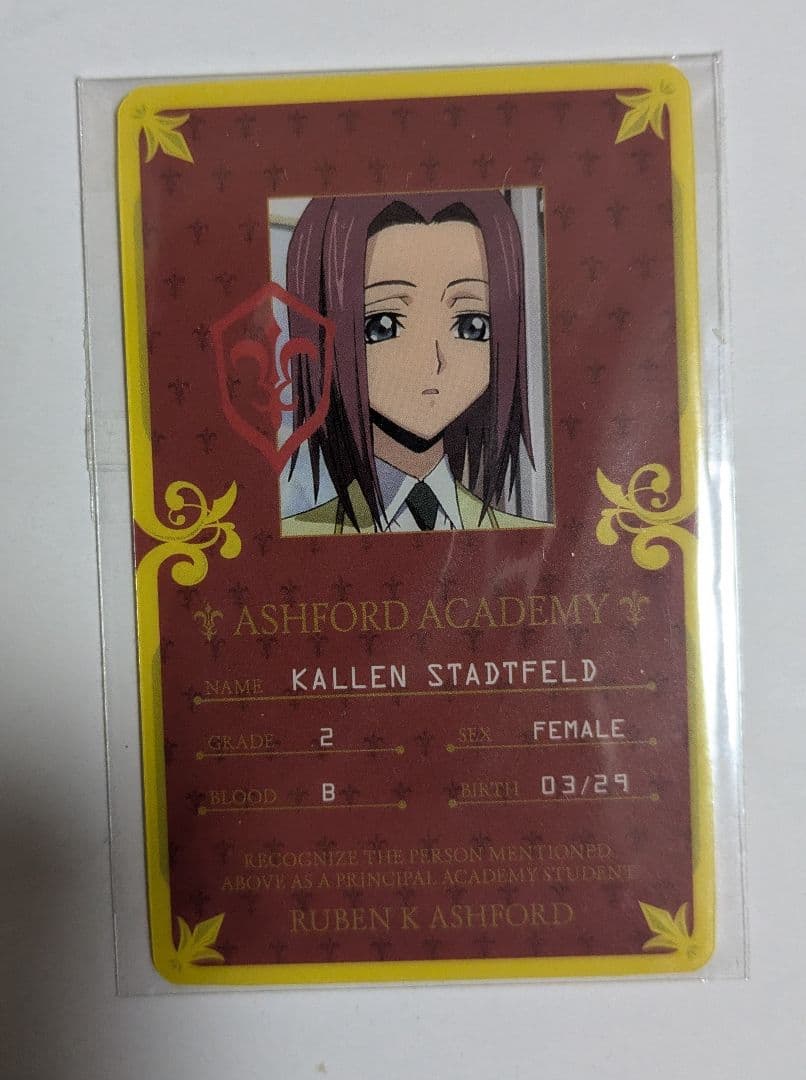 ASHFORD ACADEMY
NAME KALLEN STADTFELD
GRADE 2 SEX FEMALE
BLOOD B BIRTH 03/29
RECOGNIZE THE PERSON MENTIONED
ABOVE AS A PRINCIPAL ACADEMY STUDENT
RUBEN K ASHFORD